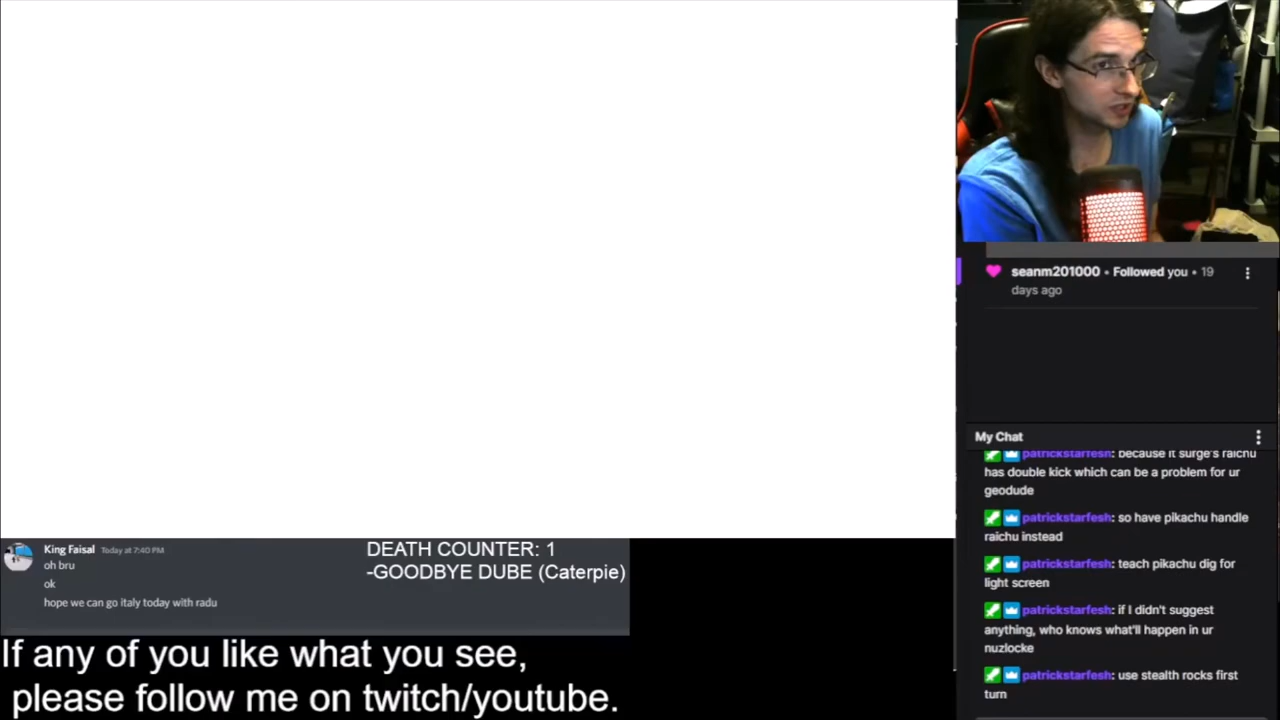 seanm201000 • Followed you • 19
days ago
My Chat
patrickstarfesh: because lt surge's raichu
has double kick which can be a problem for ur
geodude
patrickstarfesh: so have pikachu handle
raichu instead
patrickstarfesh: teach pikachu dig for
light screen
patrickstarfesh: if I didn't suggest
anything, who knows what'll happen in ur
nuzlocke
patrickstarfesh: use stealth rocks first
turn
King Faisal Today at 7:40 PM
oh bru
ok
hope we can go italy today with radu
DEATH COUNTER: 1
-GOODBYE DUBE (Caterpie)
If any of you like what you see,
please follow me on twitch/youtube.